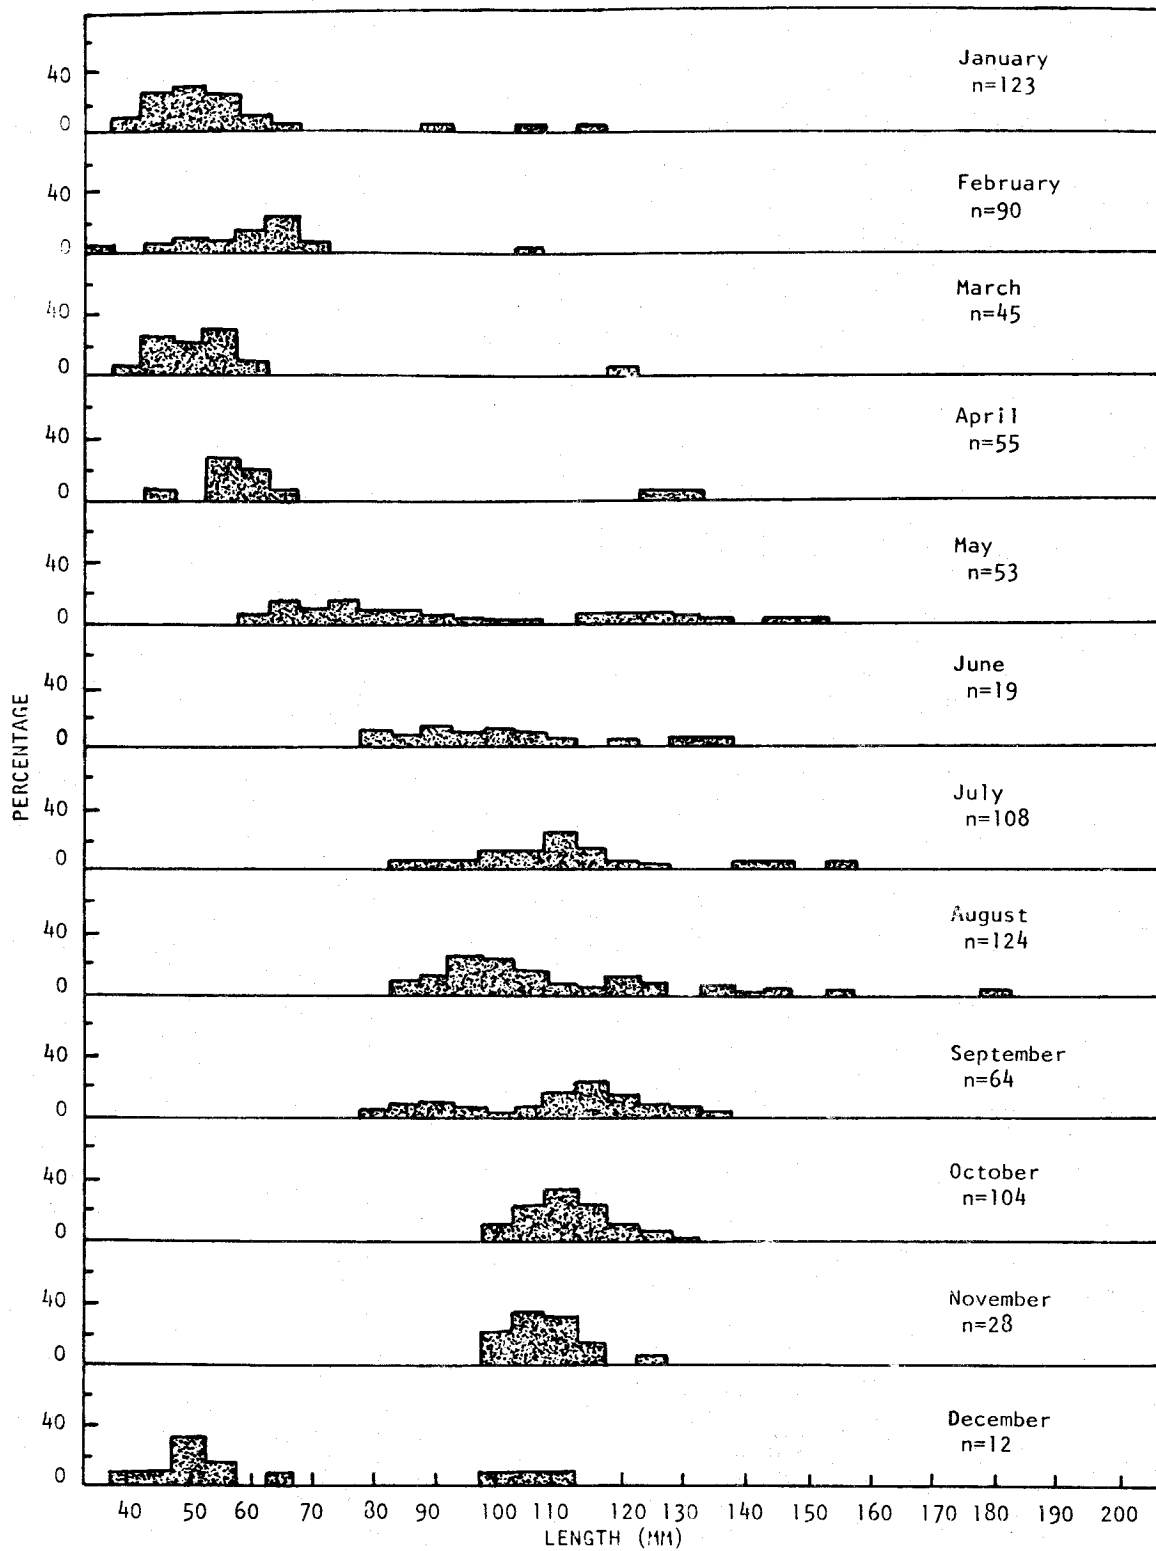 January
n=123
40
0
February
n=90
40
0
March
n=45
40
0
April
n=55
40
0
May
n=53
40
0
June
n=19
40
0
July
n=108
40
0
August
n=124
40
0
September
n=64
40
0
October
n=104
40
0
November
n=28
40
0
December
n=12
40
0
PERCENTAGE
40 50 60 70 80 90 100 110 120 130 140 150 160 170 180 190 200
LENGTH (MM)